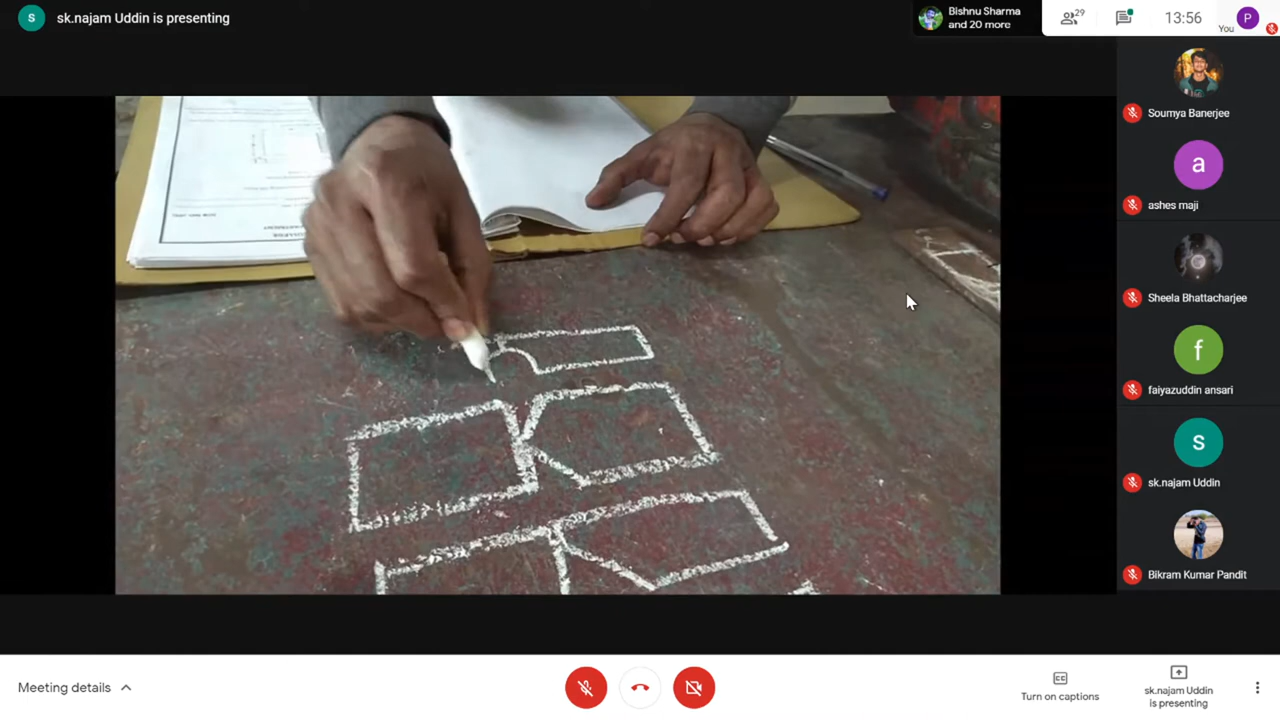 s sk.najam Uddin is presenting
Bishnu Sharma
and 20 more
29
13:56
You
P
Soumya Banerjee
a
ashes maji
Sheela Bhattacharjee
f
faiyazuddin ansari
s
sk.najam Uddin
Bikram Kumar Pandit
Meeting details
CC
Turn on captions
sk.najam Uddin
is presenting